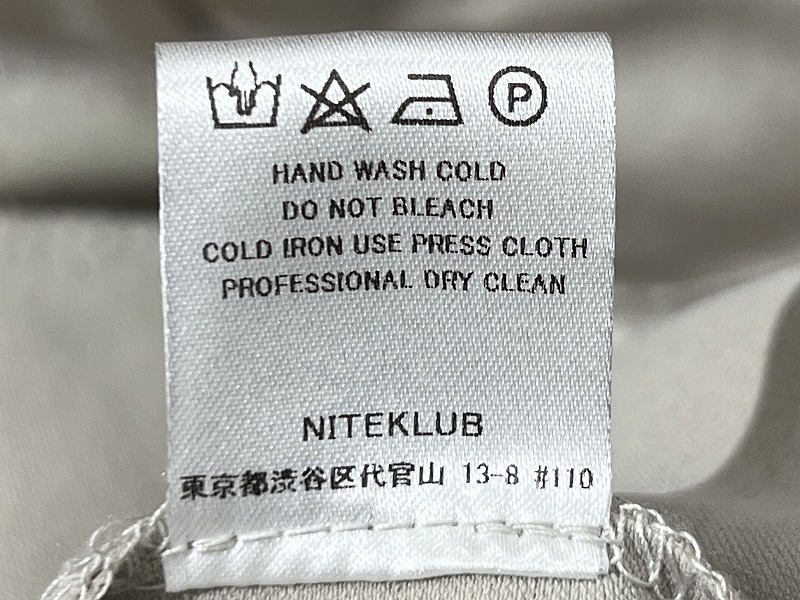 P
HAND WASH COLD
DO NOT BLEACH
COLD IRON USE PRESS CLOTH
PROFESSIONAL DRY CLEAN
NITEKLUB
東京都渋谷区代官山 13-8 #110